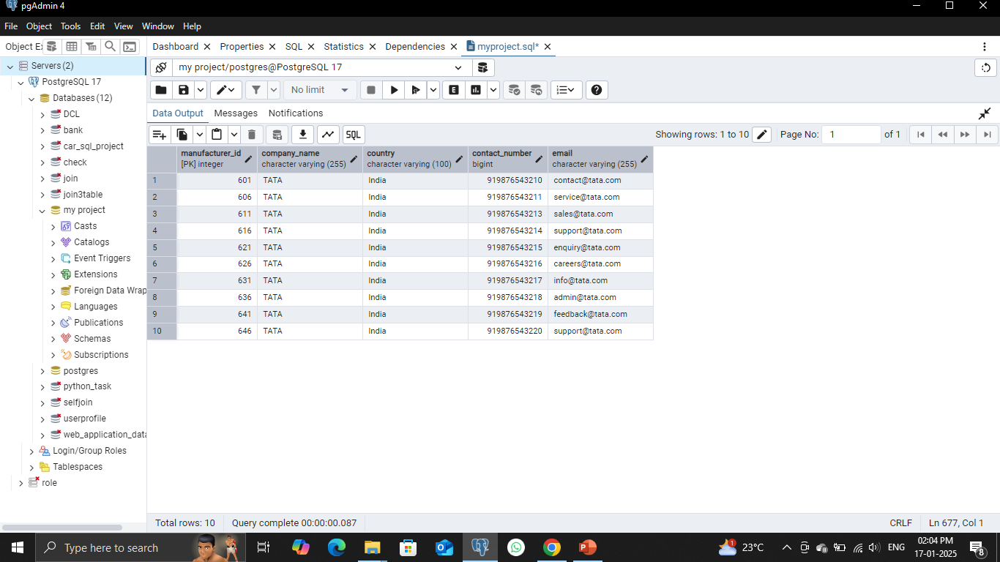 pgAdmin 4
File Object Tools Edit View Window Help
Object Ex
Dashboard Properties SQL Statistics Dependencies myproject.sql*
Servers (2)
PostgreSQL 17
Databases (12)
DCL
bank
car_sql_project
check
join
join3table
my project
Casts
Catalogs
Event Triggers
Extensions
Foreign Data Wrap
Languages
Publications
Schemas
Subscriptions
postgres
python_task
selfjoin
userprofile
web_application_data
Login/Group Roles
Tablespaces
role
my project/postgres@PostgreSQL 17
No limit
E
Data Output Messages Notifications
SQL
Showing rows: 1 to 10 Page No: 1 of 1
manufacturer_id company_name country contact_number email
[PK] integer character varying (255) character varying (100) bigint character varying (255)
1 601 TATA India 919876543210 contact@tata.com
2 606 TATA India 919876543211 service@tata.com
3 611 TATA India 919876543213 sales@tata.com
4 616 TATA India 919876543214 support@tata.com
5 621 TATA India 919876543215 enquiry@tata.com
6 626 TATA India 919876543216 careers@tata.com
7 631 TATA India 919876543217 info@tata.com
8 636 TATA India 919876543218 admin@tata.com
9 641 TATA India 919876543219 feedback@tata.com
10 646 TATA India 919876543220 support@tata.com
Total rows: 10 Query complete 00:00:00.087 CRLF Ln 677, Col 1
Type here to search
1 23°C ENG
02:04 PM
17-01-2025
8